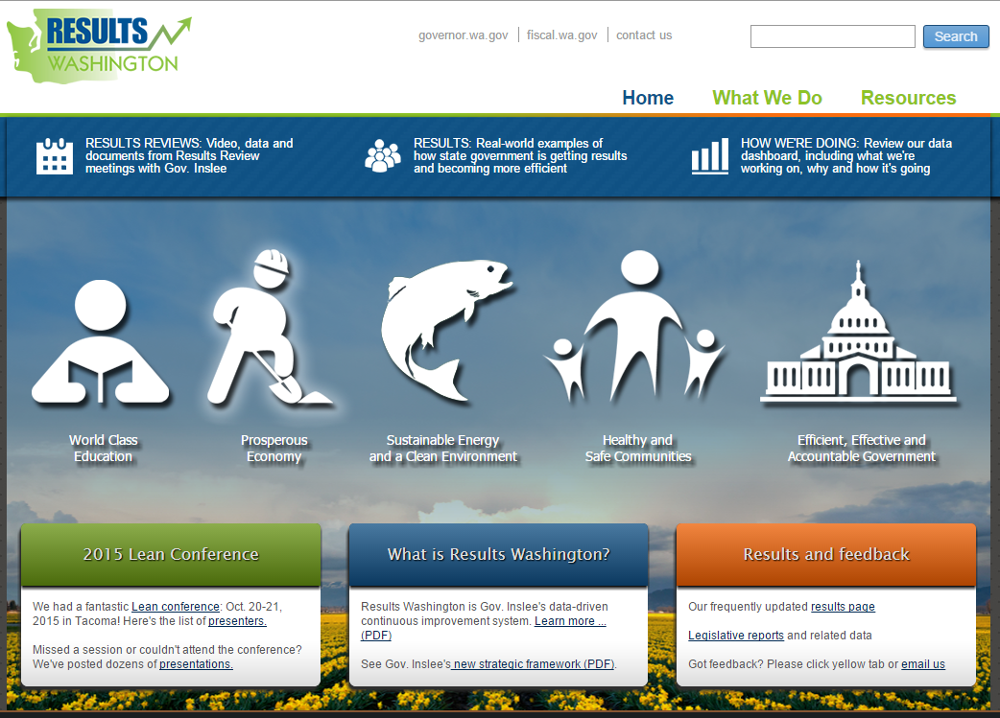 RESULTS
WASHINGTON
governor.wa.gov
fiscal.wa.gov
contact us
Search
Home
What We Do
Resources
RESULTS REVIEWS: Video, data and
documents from Results Review
meetings with Gov. Inslee
RESULTS: Real-world examples of
how state government is getting results
and becoming more efficient
HOW WE'RE DOING: Review our data
dashboard, including what we're
working on, why and how it's going
World Class
Education
Prosperous
Economy
Sustainable Energy
and a Clean Environment
Healthy and
Safe Communities
Efficient, Effective and
Accountable Government
2015 Lean Conference
We had a fantastic Lean conference: Oct. 20-21,
2015 in Tacoma! Here's the list of presenters.
Missed a session or couldn't attend the conference?
We've posted dozens of presentations.
What is Results Washington?
Results Washington is Gov. Inslee's data-driven
continuous improvement system. Learn more ...
(PDF)
See Gov. Inslee's new strategic framework (PDF).
Results and feedback
Our frequently updated results page
Legislative reports and related data
Got feedback? Please click yellow tab or email us